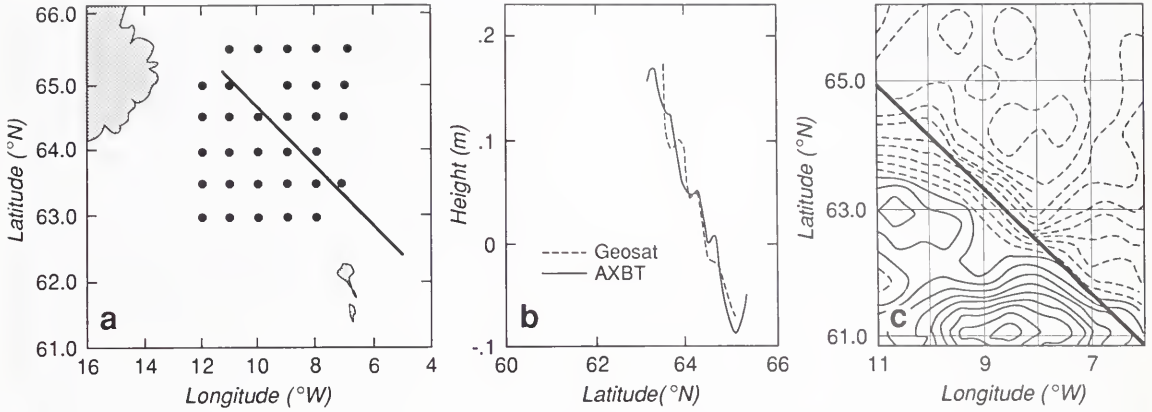 66.0
65.0
64.0
63.0
62.0
61.0
Latitude (°N)
16
14
12
10
8
6
4
Longitude (°W)
a
.2
.1
0
-.1
Height (m)
Geosat
AXBT
60
62
64
66
Latitude(°N)
b
65.0
63.0
61.0
Latitude (°N)
11
9
7
Longitude (°W)
c